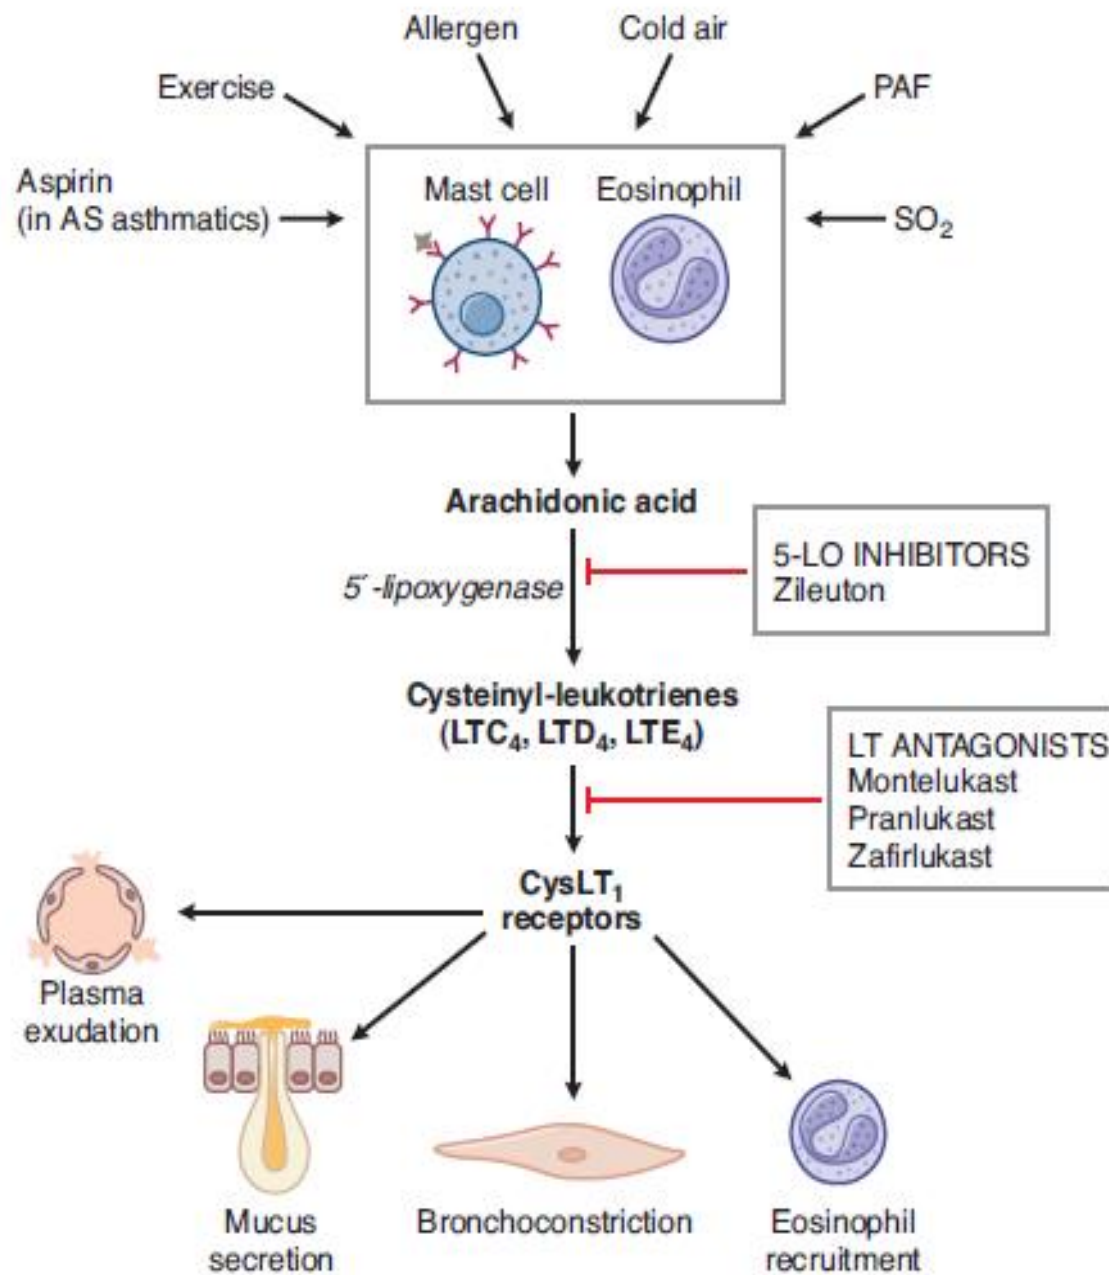 Allergen
Cold air
Exercise
PAF
Aspirin
(in AS asthmatics)
Mast cell
Eosinophil
SO₂
Arachidonic acid
5´-lipoxygenase
5-LO INHIBITORS
Zileuton
Cysteinyl-leukotrienes
(LTC₄, LTD₄, LTE₄)
LT ANTAGONISTS
Montelukast
Pranlukast
Zafirlukast
CysLT₁
receptors
Plasma
exudation
Mucus
secretion
Bronchoconstriction
Eosinophil
recruitment